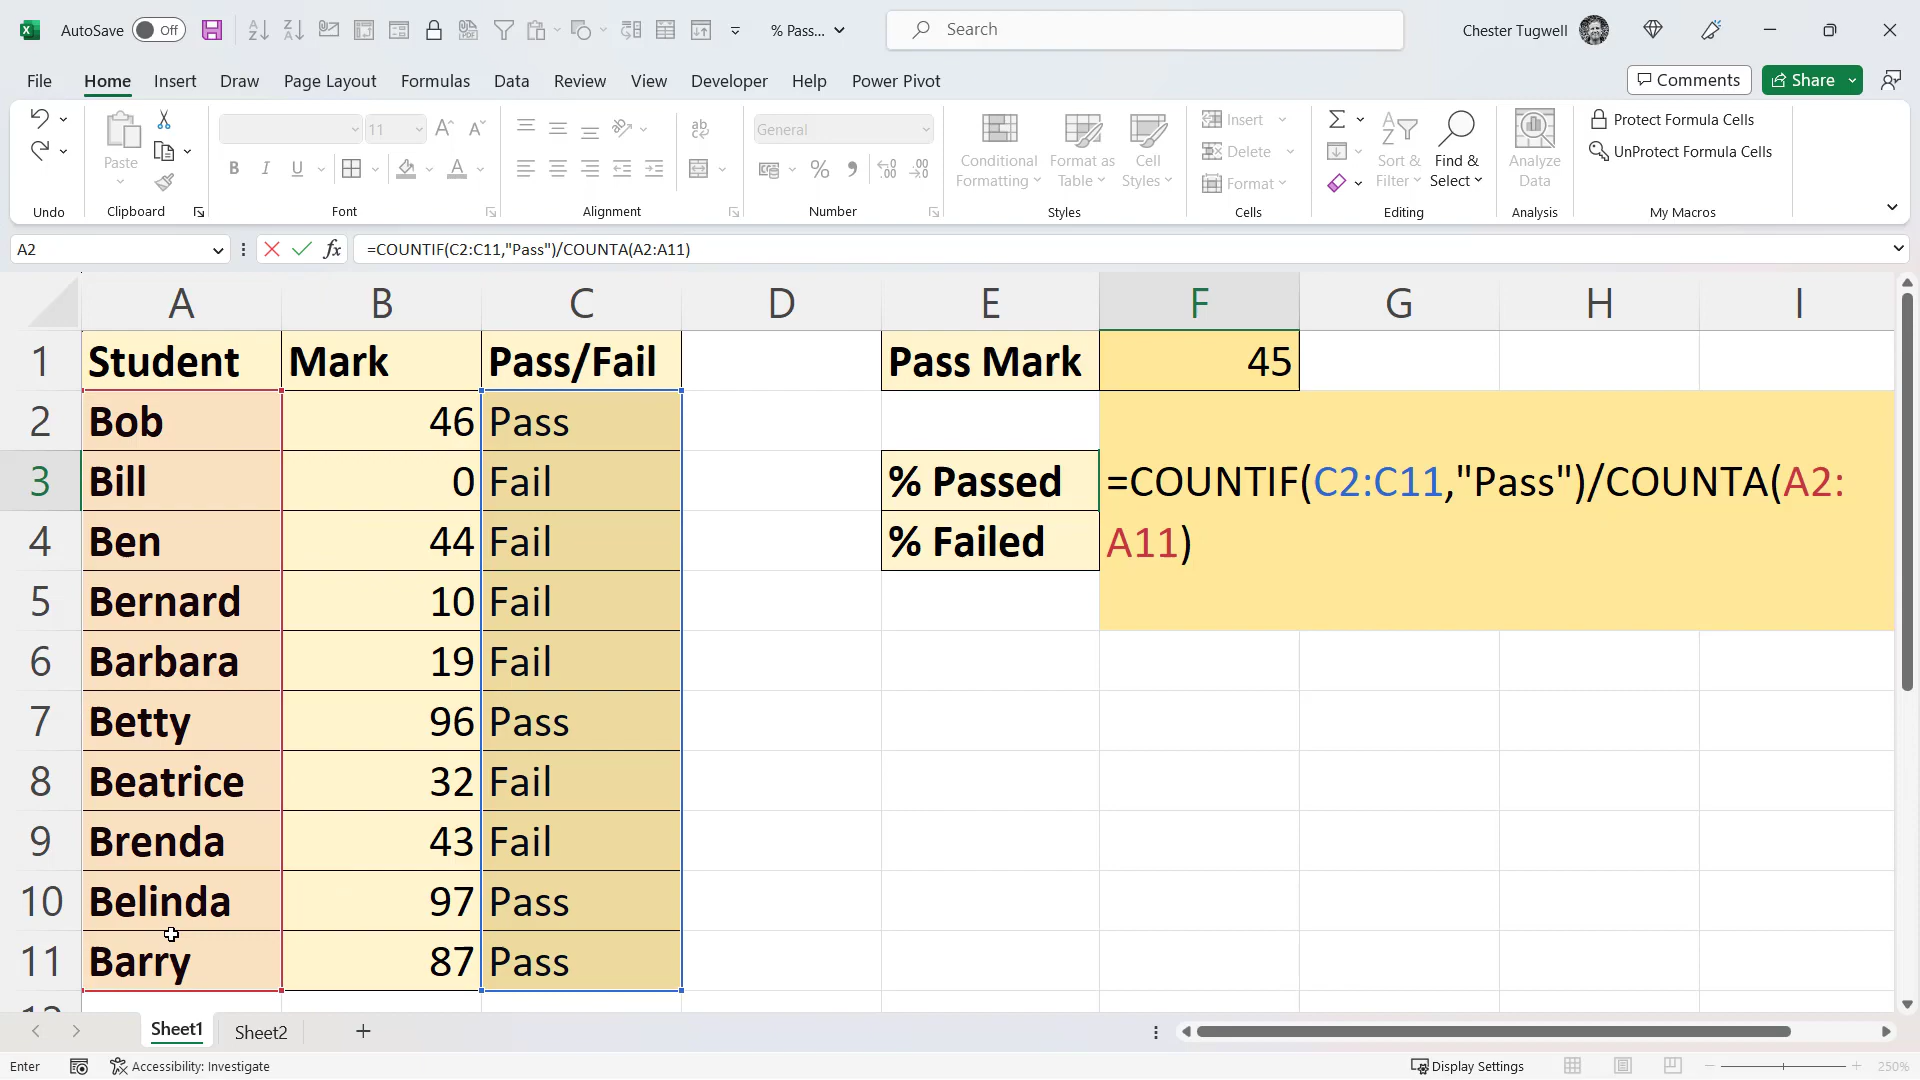 AutoSave Off % Pass... Search Chester Tugwell
File Home Insert Draw Page Layout Formulas Data Review View Developer Help Power Pivot Comments Share
Paste 11 General Conditional Formatting Format as Table Cell Styles Insert Delete Format Sort & Filter Find & Select Analyze Data Protect Formula Cells UnProtect Formula Cells
Undo Clipboard Font Alignment Number Styles Cells Editing Analysis My Macros
A2 =COUNTIF(C2:C11,"Pass")/COUNTA(A2:A11)
A B C D E F G H I
1 Student Mark Pass/Fail Pass Mark 45
2 Bob 46 Pass
3 Bill 0 Fail % Passed =COUNTIF(C2:C11,"Pass")/COUNTA(A2:
4 Ben 44 Fail % Failed A11)
5 Bernard 10 Fail
6 Barbara 19 Fail
7 Betty 96 Pass
8 Beatrice 32 Fail
9 Brenda 43 Fail
10 Belinda 97 Pass
11 Barry 87 Pass
Sheet1 Sheet2
Enter Accessibility: Investigate Display Settings 250%